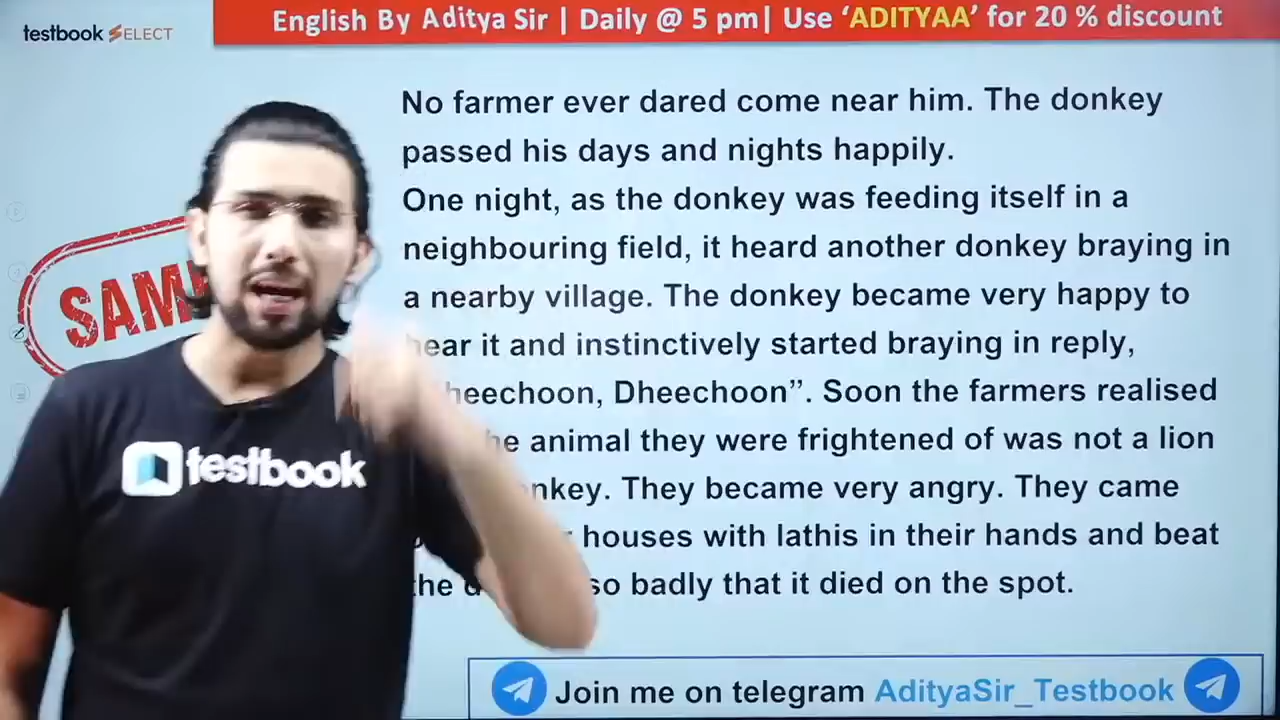 testbook SELECT
English By Aditya Sir | Daily @ 5 pm| Use ‘ADITYAA’ for 20 % discount
No farmer ever dared come near him. The donkey
passed his days and nights happily.
One night, as the donkey was feeding itself in a
neighbouring field, it heard another donkey braying in
a nearby village. The donkey became very happy to
it and instinctively started braying in reply,
Dheechoon”. Soon the farmers realised
animal they were frightened of was not a lion
They became very angry. They came
houses with lathis in their hands and beat
the so badly that it died on the spot.
testbook
Join me on telegram AdityaSir_Testbook